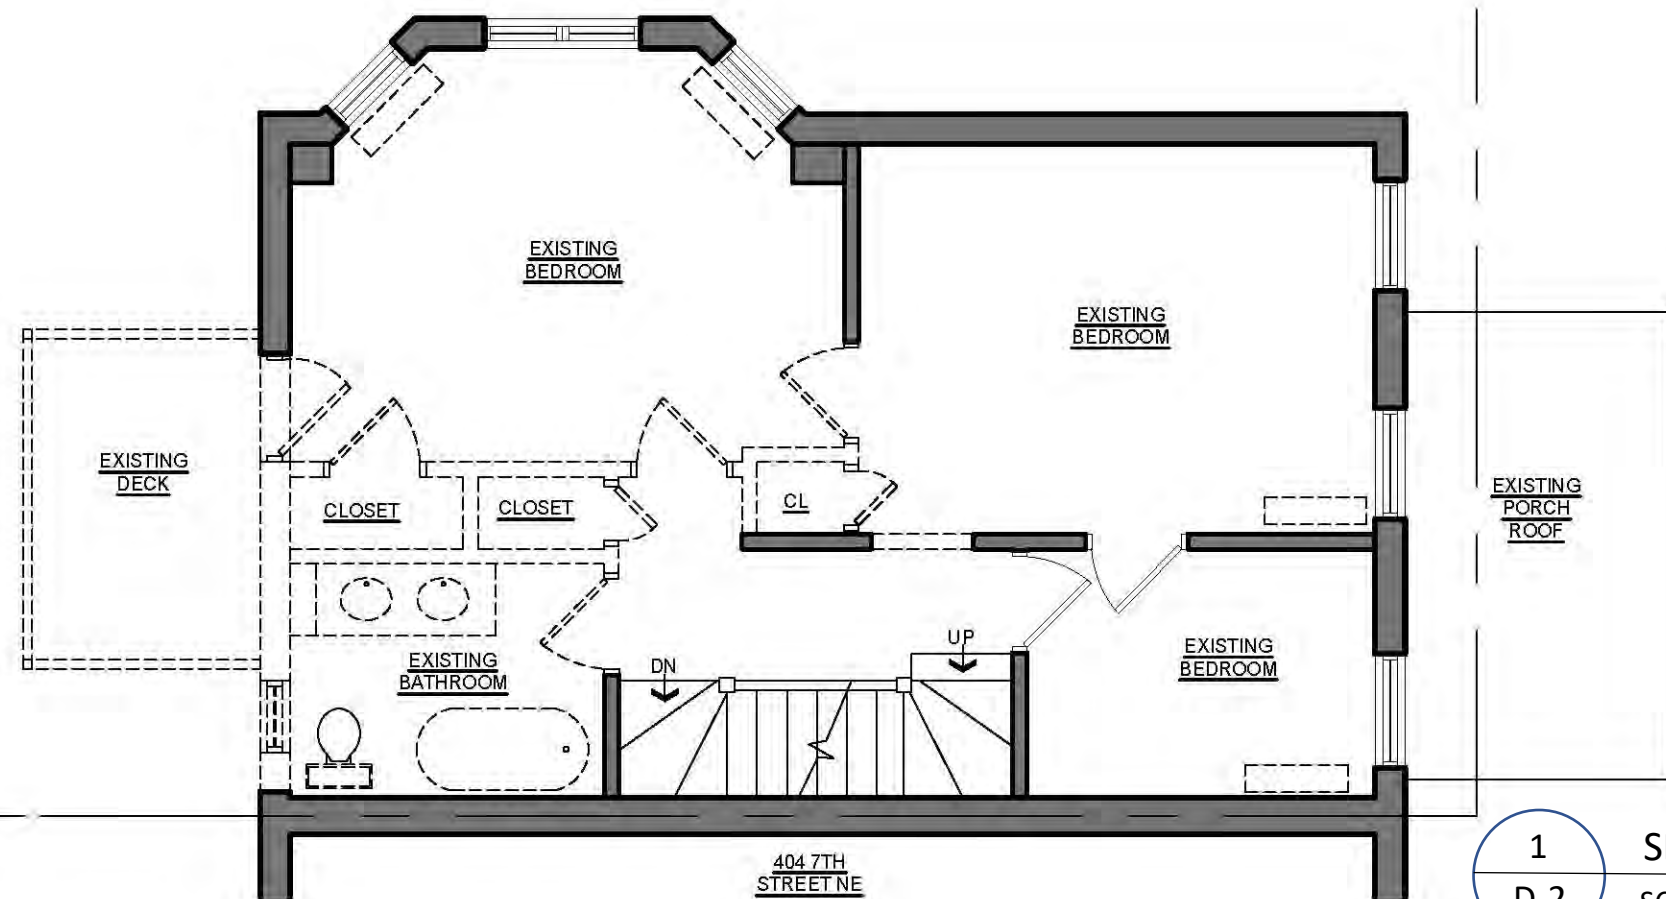 EXISTING
BEDROOM
EXISTING
BEDROOM
EXISTING
DECK
CLOSET
CLOSET
CL
EXISTING
PORCH
ROOF
EXISTING
BATHROOM
DN
UP
EXISTING
BEDROOM
404 7TH
STREET NE
1
S
D-2